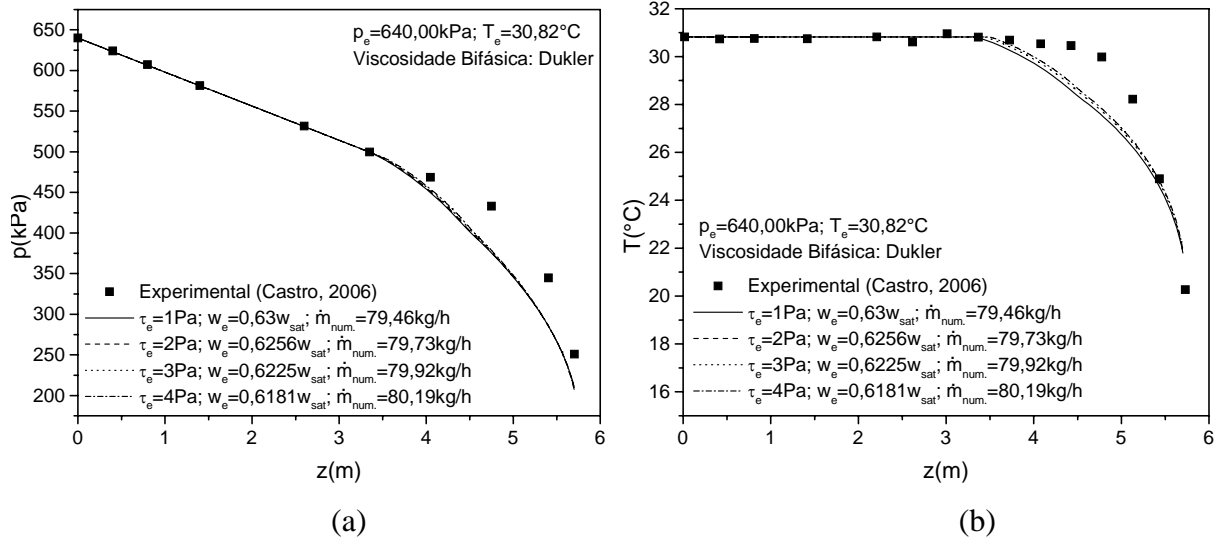 p_e=640,00kPa; T_e=30,82°C
Viscosidade Bifásica: Dukler
650
600
550
500
450
400
350
300
250
200
p(kPa)
Experimental (Castro, 2006)
τ_e=1Pa; w_e=0,63w_sat; ṁ_num.=79,46kg/h
τ_e=2Pa; w_e=0,6256w_sat; ṁ_num.=79,73kg/h
τ_e=3Pa; w_e=0,6225w_sat; ṁ_num.=79,92kg/h
τ_e=4Pa; w_e=0,6181w_sat; ṁ_num.=80,19kg/h
0 1 2 3 4 5 6
z(m)
(a)
32
30
28
26
24
22
20
18
16
T(°C)
p_e=640,00kPa; T_e=30,82°C
Viscosidade Bifásica: Dukler
Experimental (Castro, 2006)
τ_e=1Pa; w_e=0,63w_sat; ṁ_num.=79,46kg/h
τ_e=2Pa; w_e=0,6256w_sat; ṁ_num.=79,73kg/h
τ_e=3Pa; w_e=0,6225w_sat; ṁ_num.=79,92kg/h
τ_e=4Pa; w_e=0,6181w_sat; ṁ_num.=80,19kg/h
0 1 2 3 4 5 6
z(m)
(b)